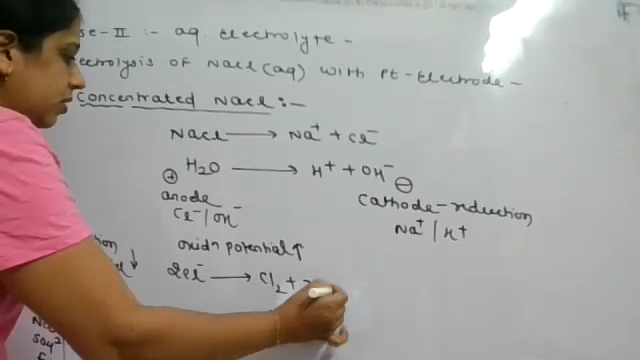 se-II :- aq. Electrolyte -
ectrolysis of NaCl(aq) with Pt-Electrode -
concentrated NaCl :-
NaCl → Na⁺ + Cl⁻
H₂O → H⁺ + OH⁻
⊕ ⊖
anode cathode-reduction
Cl⁻/OH⁻ Na⁺/H⁺
oxidn potential ↑
2Cl⁻ → Cl₂ +